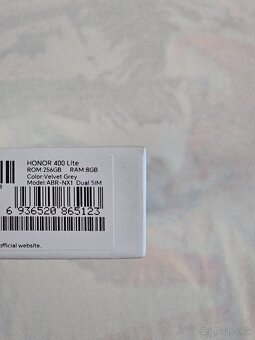 HONOR 400 Lite
ROM:256GB RAM:8GB
Color:Velvet Grey
Model:ABR-NX1 Dual SIM
6 936520 865123
official website.